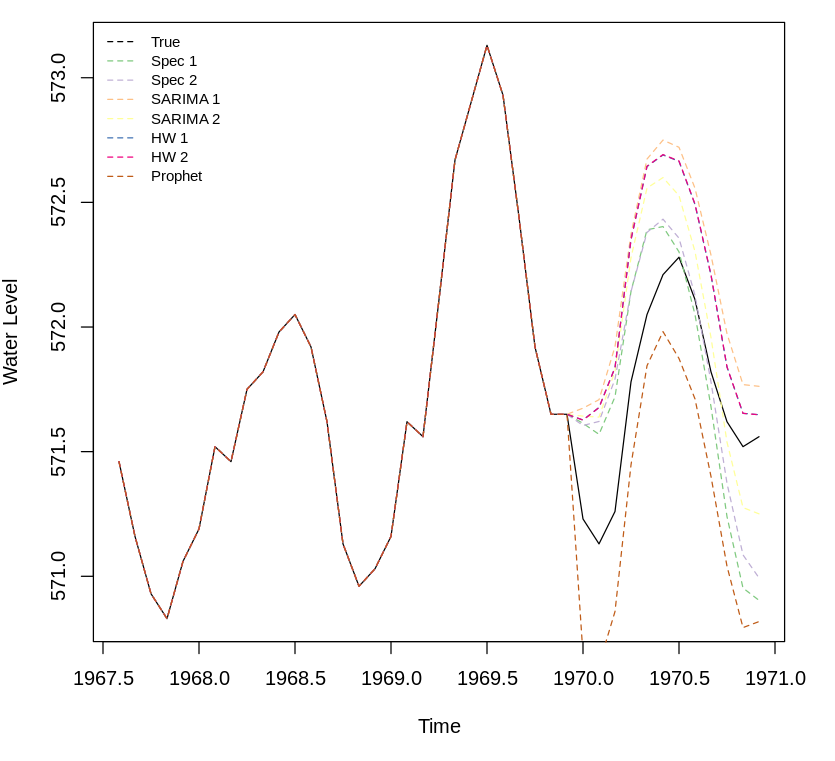 True
Spec 1
Spec 2
SARIMA 1
SARIMA 2
HW 1
HW 2
Prophet
573.0
572.5
572.0
571.5
571.0
Water Level
1967.5 1968.0 1968.5 1969.0 1969.5 1970.0 1970.5 1971.0
Time